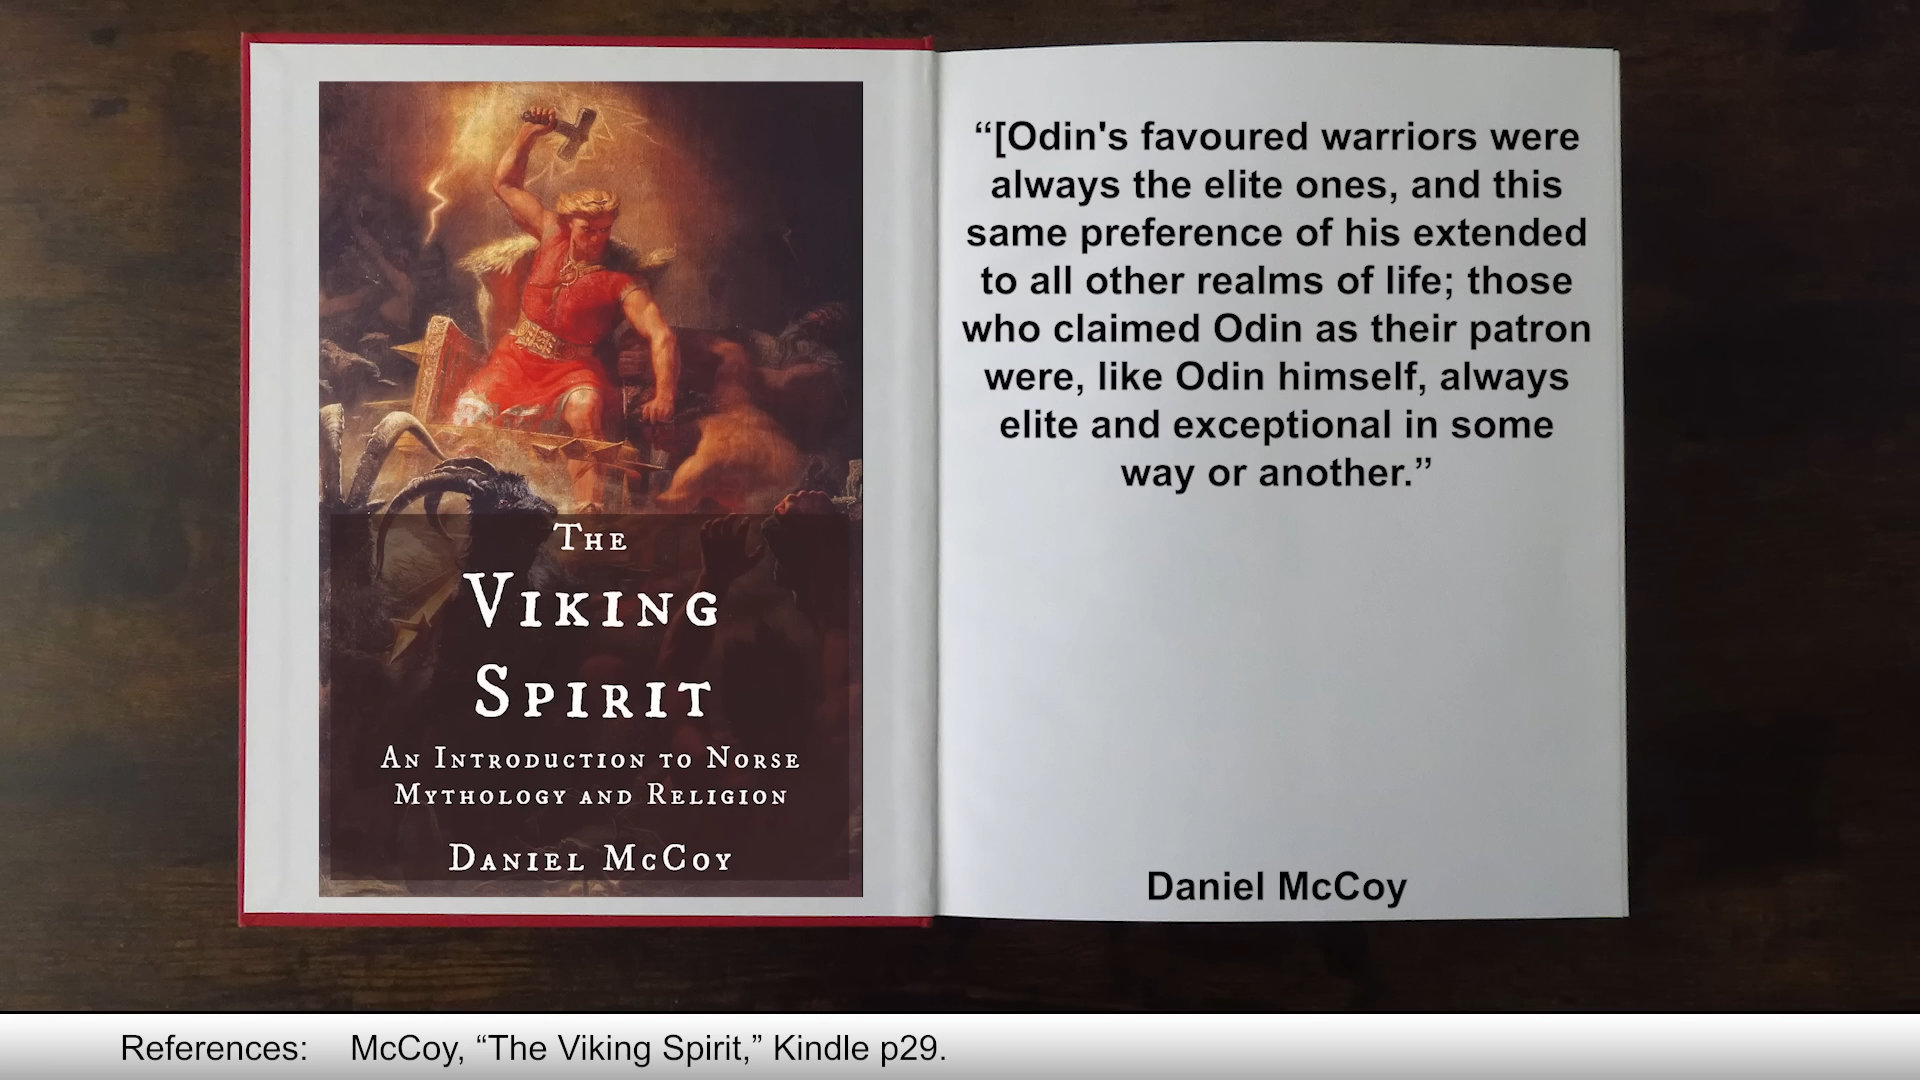 The
Viking
Spirit
An Introduction to Norse
Mythology and Religion
Daniel McCoy
“[Odin's favoured warriors were
always the elite ones, and this
same preference of his extended
to all other realms of life; those
who claimed Odin as their patron
were, like Odin himself, always
elite and exceptional in some
way or another.”
Daniel McCoy
References: McCoy, “The Viking Spirit,” Kindle p29.